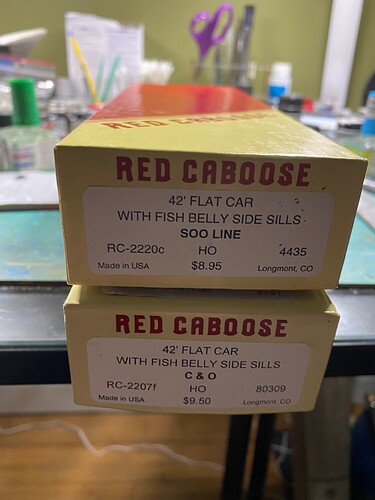 RED CABOOSE
RED CABOOSE
42' FLAT CAR
WITH FISH BELLY SIDE SILLS
SOO LINE
RC-2220c HO 4435
Made in USA $8.95 Longmont, CO
RED CABOOSE
42' FLAT CAR
WITH FISH BELLY SIDE SILLS
C & O
RC-2207f HO 80309
Made in USA $9.50 Longmont, CO